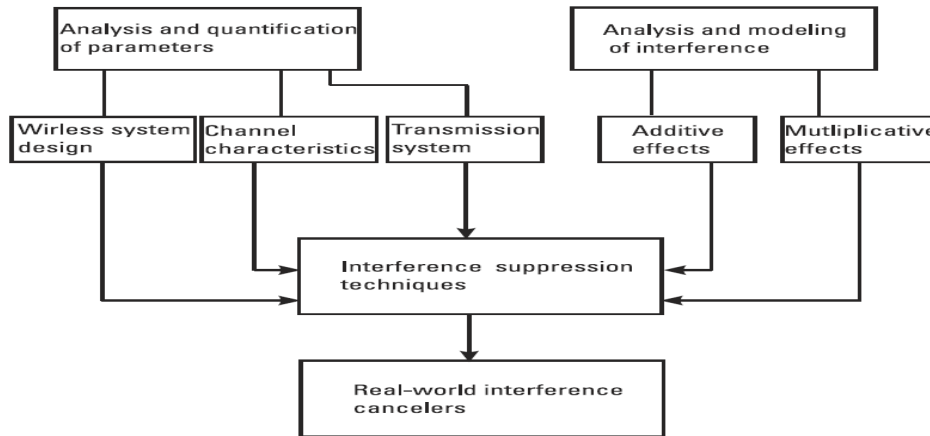 Analysis and quantification
of parameters
Analysis and modeling
of interference
Wirless system
design
Channel
characteristics
Transmission
system
Additive
effects
Mutliplicative
effects
Interference suppression
techniques
Real-world interference
cancelers